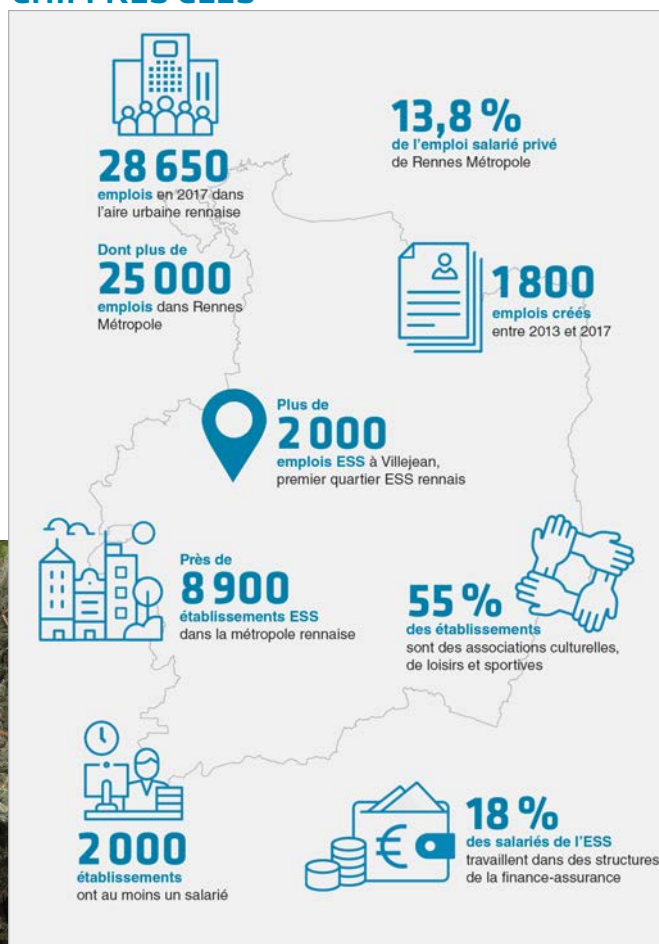 CHIFFRES CLÉS
28 650
emplois en 2017 dans
l'aire urbaine rennaise
Dont plus de
25 000
emplois dans Rennes
Métropole
13,8 %
de l'emploi salarié privé
de Rennes Métropole
1 800
emplois créés
entre 2013 et 2017
Plus de
2 000
emplois ESS à Villejean,
premier quartier ESS rennais
Près de
8 900
établissements ESS
dans la métropole rennaise
55 %
des établissements
sont des associations culturelles,
de loisirs et sportives
2 000
établissements
ont au moins un salarié
€
18 %
des salariés de l'ESS
travaillent dans des structures
de la finance-assurance